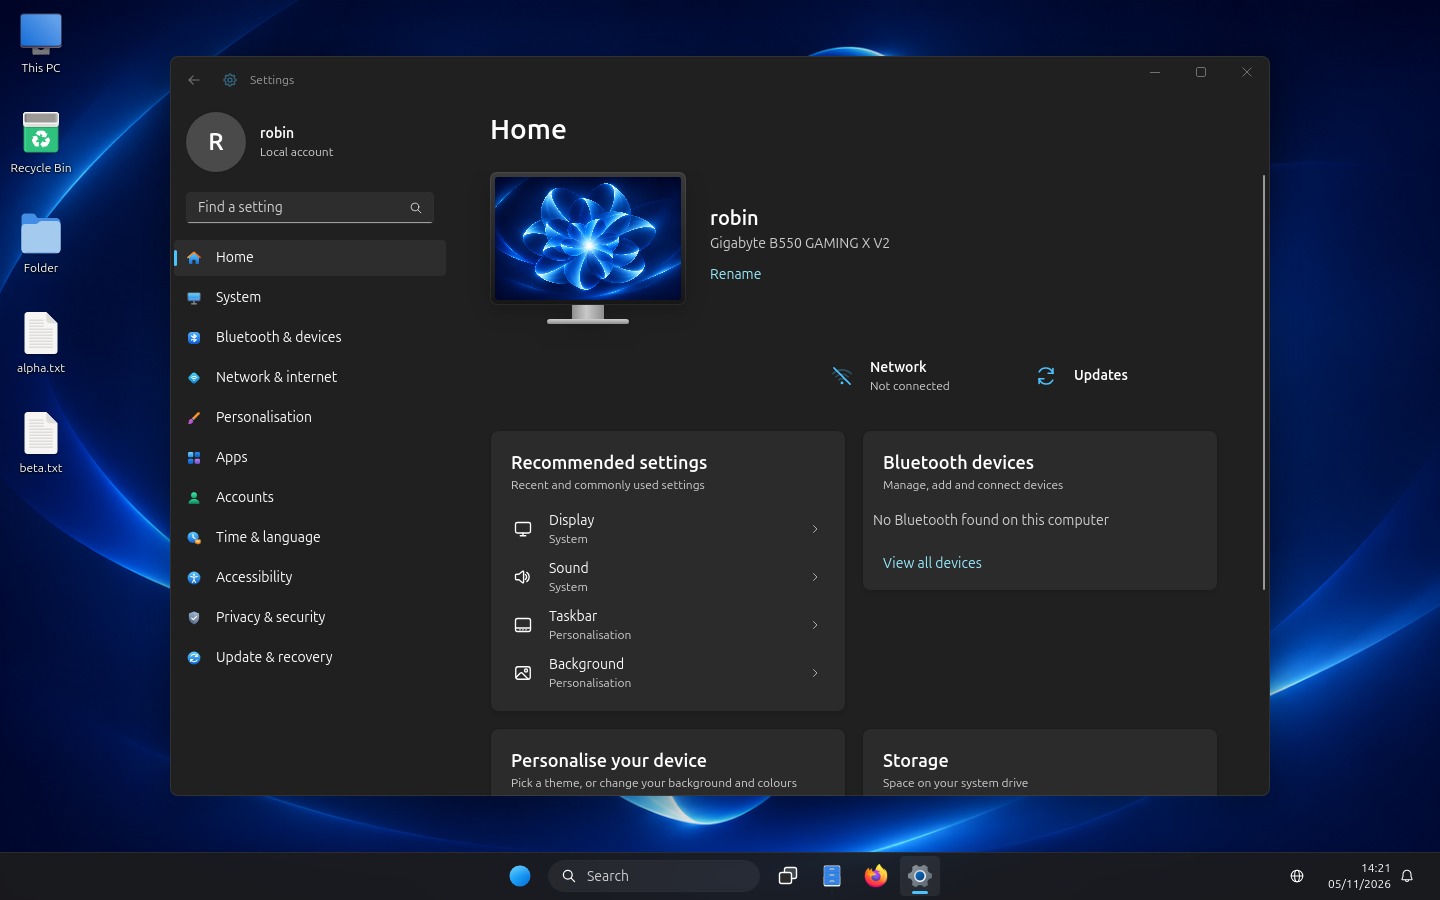 This PC
Recycle Bin
Folder
alpha.txt
beta.txt
Settings
R
robin
Local account
Find a setting
Home
System
Bluetooth & devices
Network & internet
Personalisation
Apps
Accounts
Time & language
Accessibility
Privacy & security
Update & recovery
Home
robin
Gigabyte B550 GAMING X V2
Rename
Network
Not connected
Updates
Recommended settings
Recent and commonly used settings
Display
System
Sound
System
Taskbar
Personalisation
Background
Personalisation
Bluetooth devices
Manage, add and connect devices
No Bluetooth found on this computer
View all devices
Personalise your device
Pick a theme, or change your background and colours
Storage
Space on your system drive
Search
14:21
05/11/2026